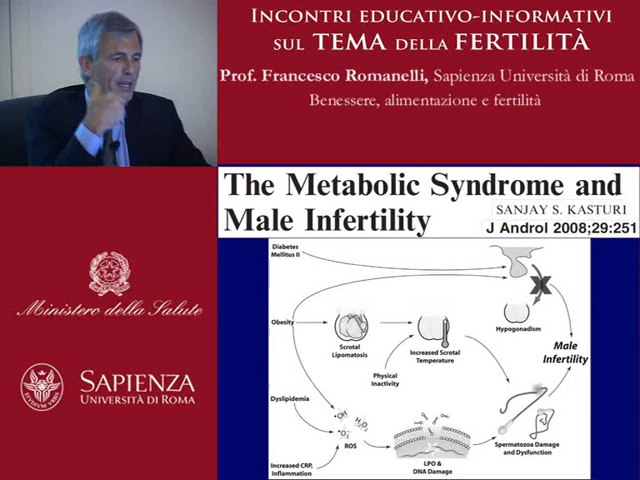 INCONTRI EDUCATIVO-INFORMATIVI
SUL TEMA DELLA FERTILITÀ
Prof. Francesco Romanelli, Sapienza Università di Roma
Benessere, alimentazione e fertilità
The Metabolic Syndrome and
Male Infertility
SANJAY S. KASTURI
J Androl 2008;29:251
Diabetes
Mellitus II
Hypogonadism
Obesity
Scrotal
Lipomatosis
Increased Scrotal
Temperature
Physical
Inactivity
Male
Infertility
Dyslipidemia
•OH
H₂O₂
•O₂⁻
ROS
LPO &
DNA Damage
Spermatozoa Damage
and Dysfunction
Increased CRP,
Inflammation
Ministero della Salute
SAPIENZA
UNIVERSITÀ DI ROMA